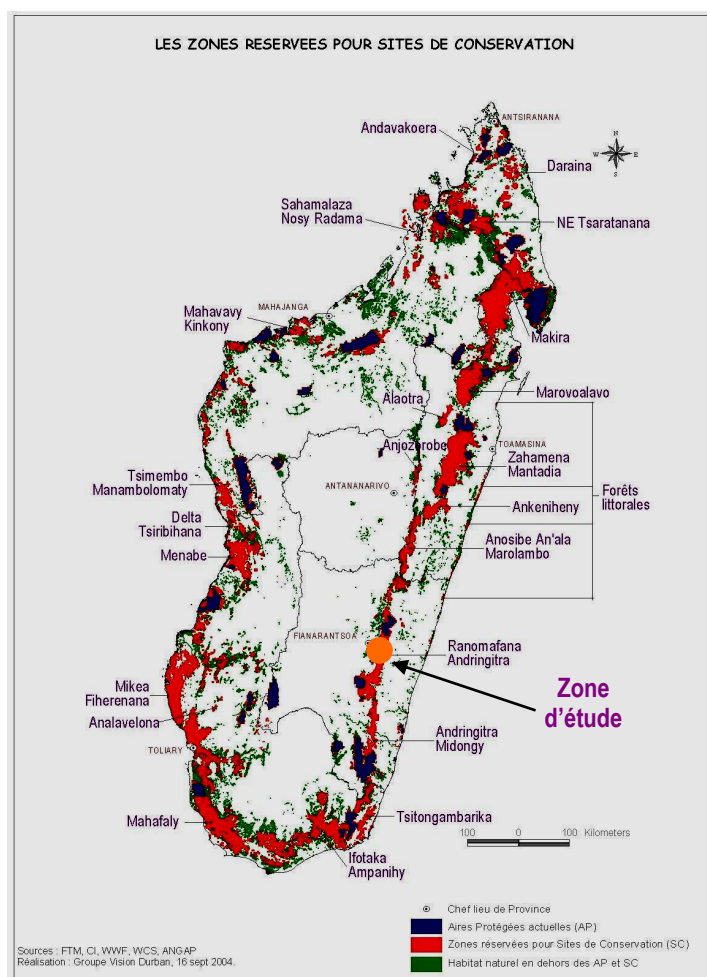 LES ZONES RESERVEES POUR SITES DE CONSERVATION
ANTSIRANANA
Andavakoera
N
W E
S
Daraina
Sahamalaza
Nosy Radama
NE Tsaratanana
MAHAJANGA
Mahavavy
Kinkony
Makira
Marovoalavo
Alaotra
Anjozorobe
TOAMASINA
Zahamena
Mantadia
Tsimembo
Manambolomaty
ANTANANARIVO
Forêts
littorales
Ankeniheny
Delta
Tsiribihana
Anosibe An'ala
Marolambo
Menabe
FIANARANTSOA
Ranomafana
Andringitra
Zone
d'étude
Mikea
Fiherenana
Analavelona
Andringitra
Midongy
TOLIARY
Mahafaly
Tsitongambarika
100 0 100 Kilometers
Ifotaka
Ampanihy
Chef lieu de Province
Aires Protégées actuelles (AP)
Zones réservées pour Sites de Conservation (SC)
Habitat naturel en dehors des AP et SC
Sources : FTM, CI, WWF, WCS, ANGAP
Réalisation : Groupe Vision Durban, 16 sept 2004.